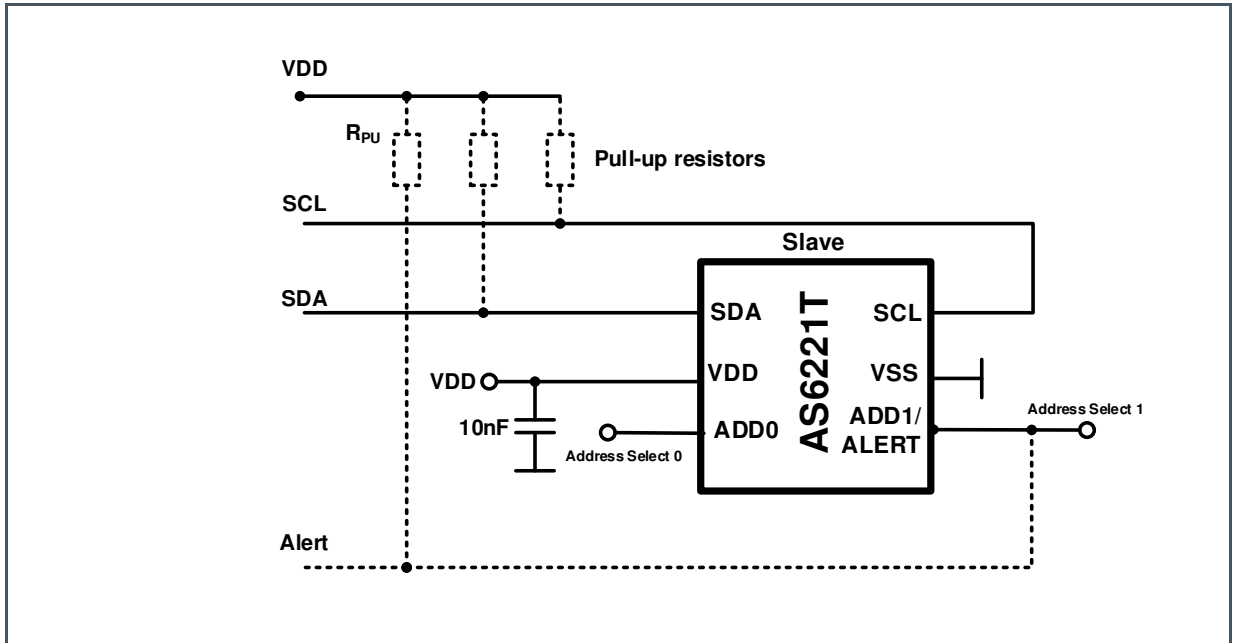 VDD
RPU
Pull-up resistors
SCL
Slave
SDA
SDA
SCL
AS6221T
VDD
VDD
VSS
10nF
ADD0
ADD1/
ALERT
Address Select 0
Address Select 1
Alert